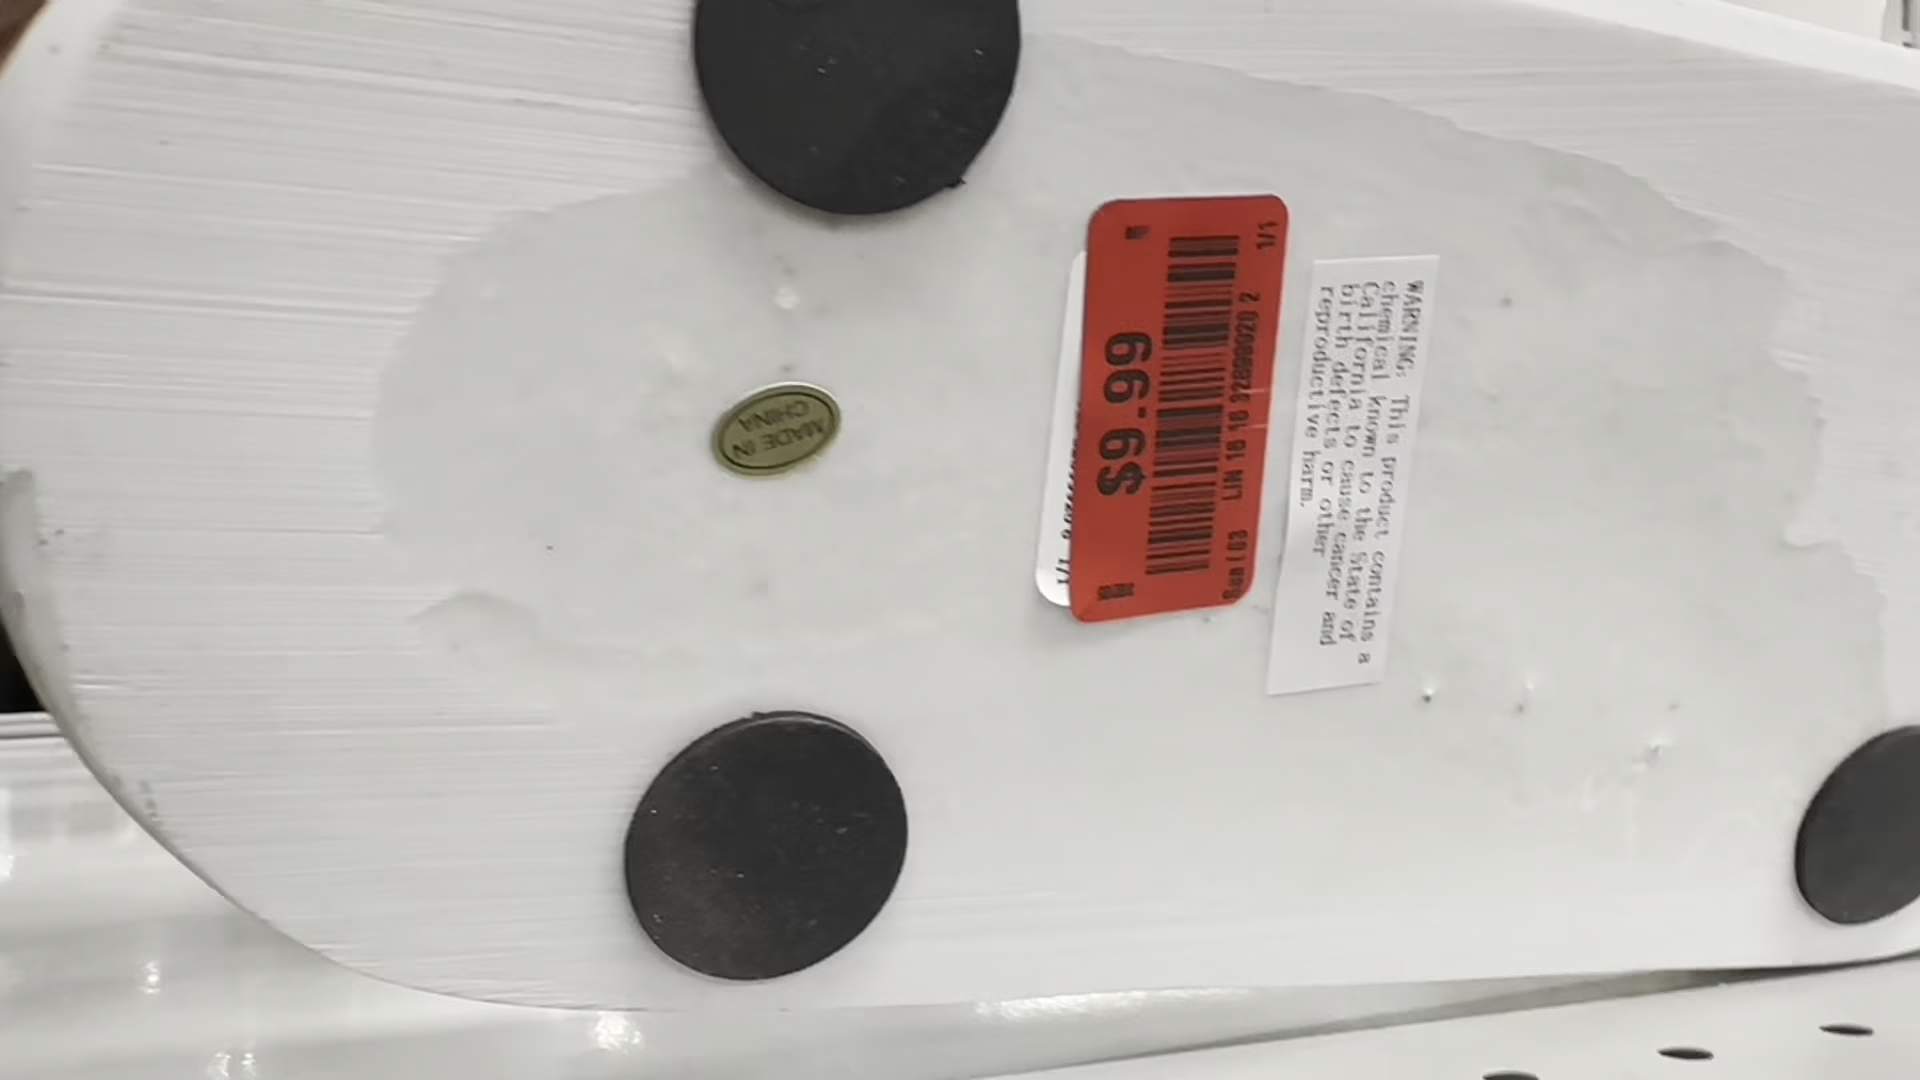 MADE IN
CHINA
$9.99
1/1
WARNING: This product contains a
chemical known to the State of
California to cause cancer and
birth defects or other
reproductive harm.